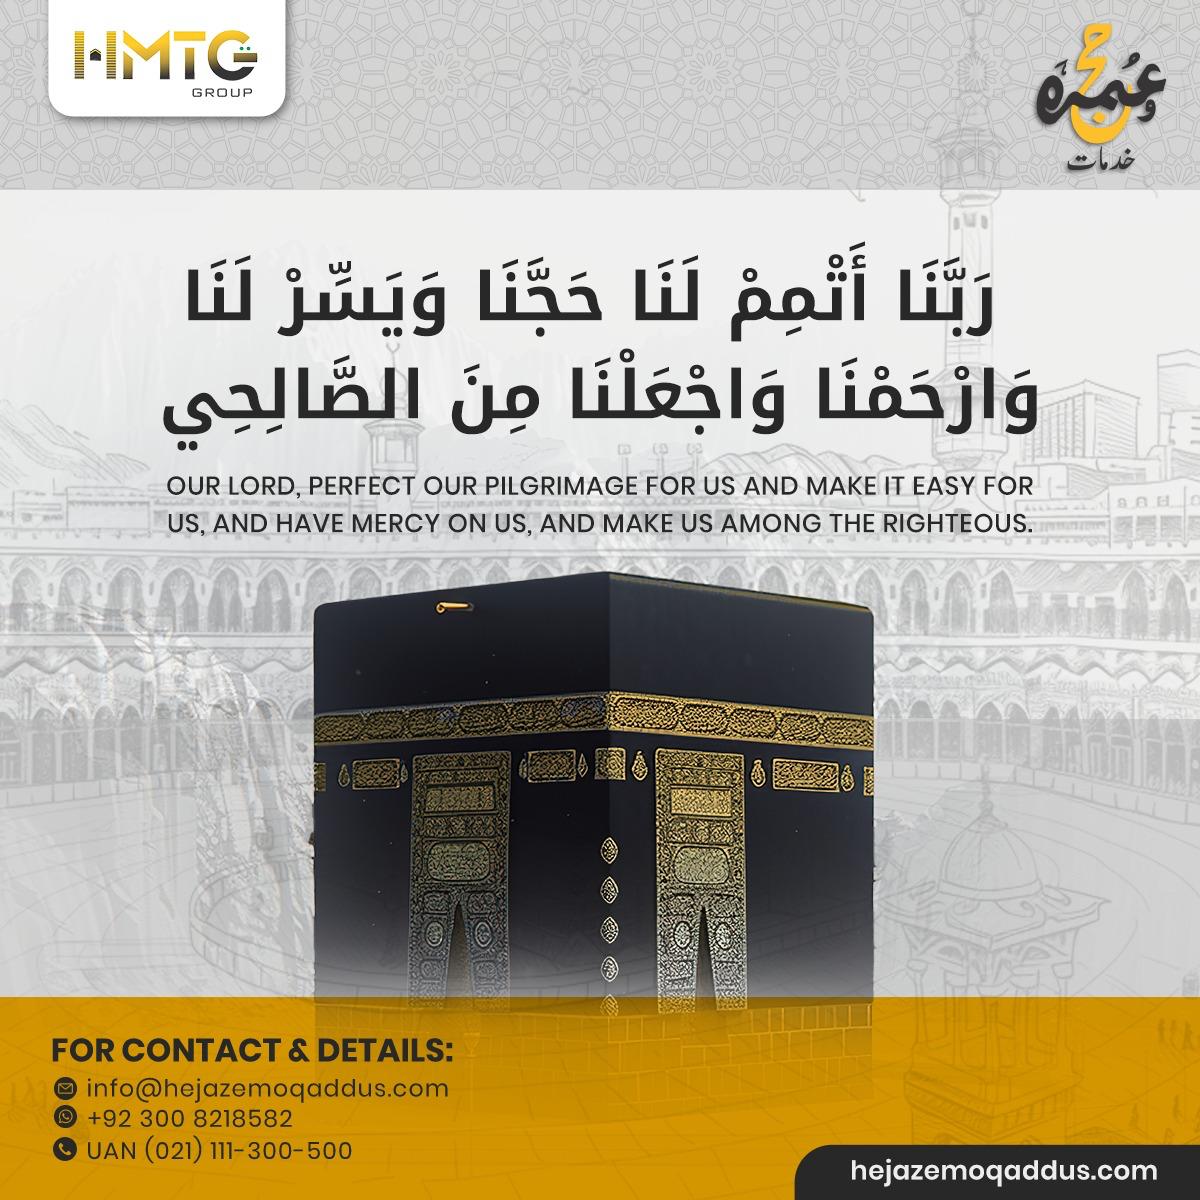 HMTG
GROUP
حج
و عُمره
خدمات
رَبَّنَا أَتْمِمْ لَنَا حَجَّنَا وَيَسِّرْ لَنَا
وَارْحَمْنَا وَاجْعَلْنَا مِنَ الصَّالِحِي
OUR LORD, PERFECT OUR PILGRIMAGE FOR US AND MAKE IT EASY FOR
US, AND HAVE MERCY ON US, AND MAKE US AMONG THE RIGHTEOUS.
FOR CONTACT & DETAILS:
info@hejazemoqaddus.com
+92 300 8218582
UAN (021) 111-300-500
hejazemoqaddus.com